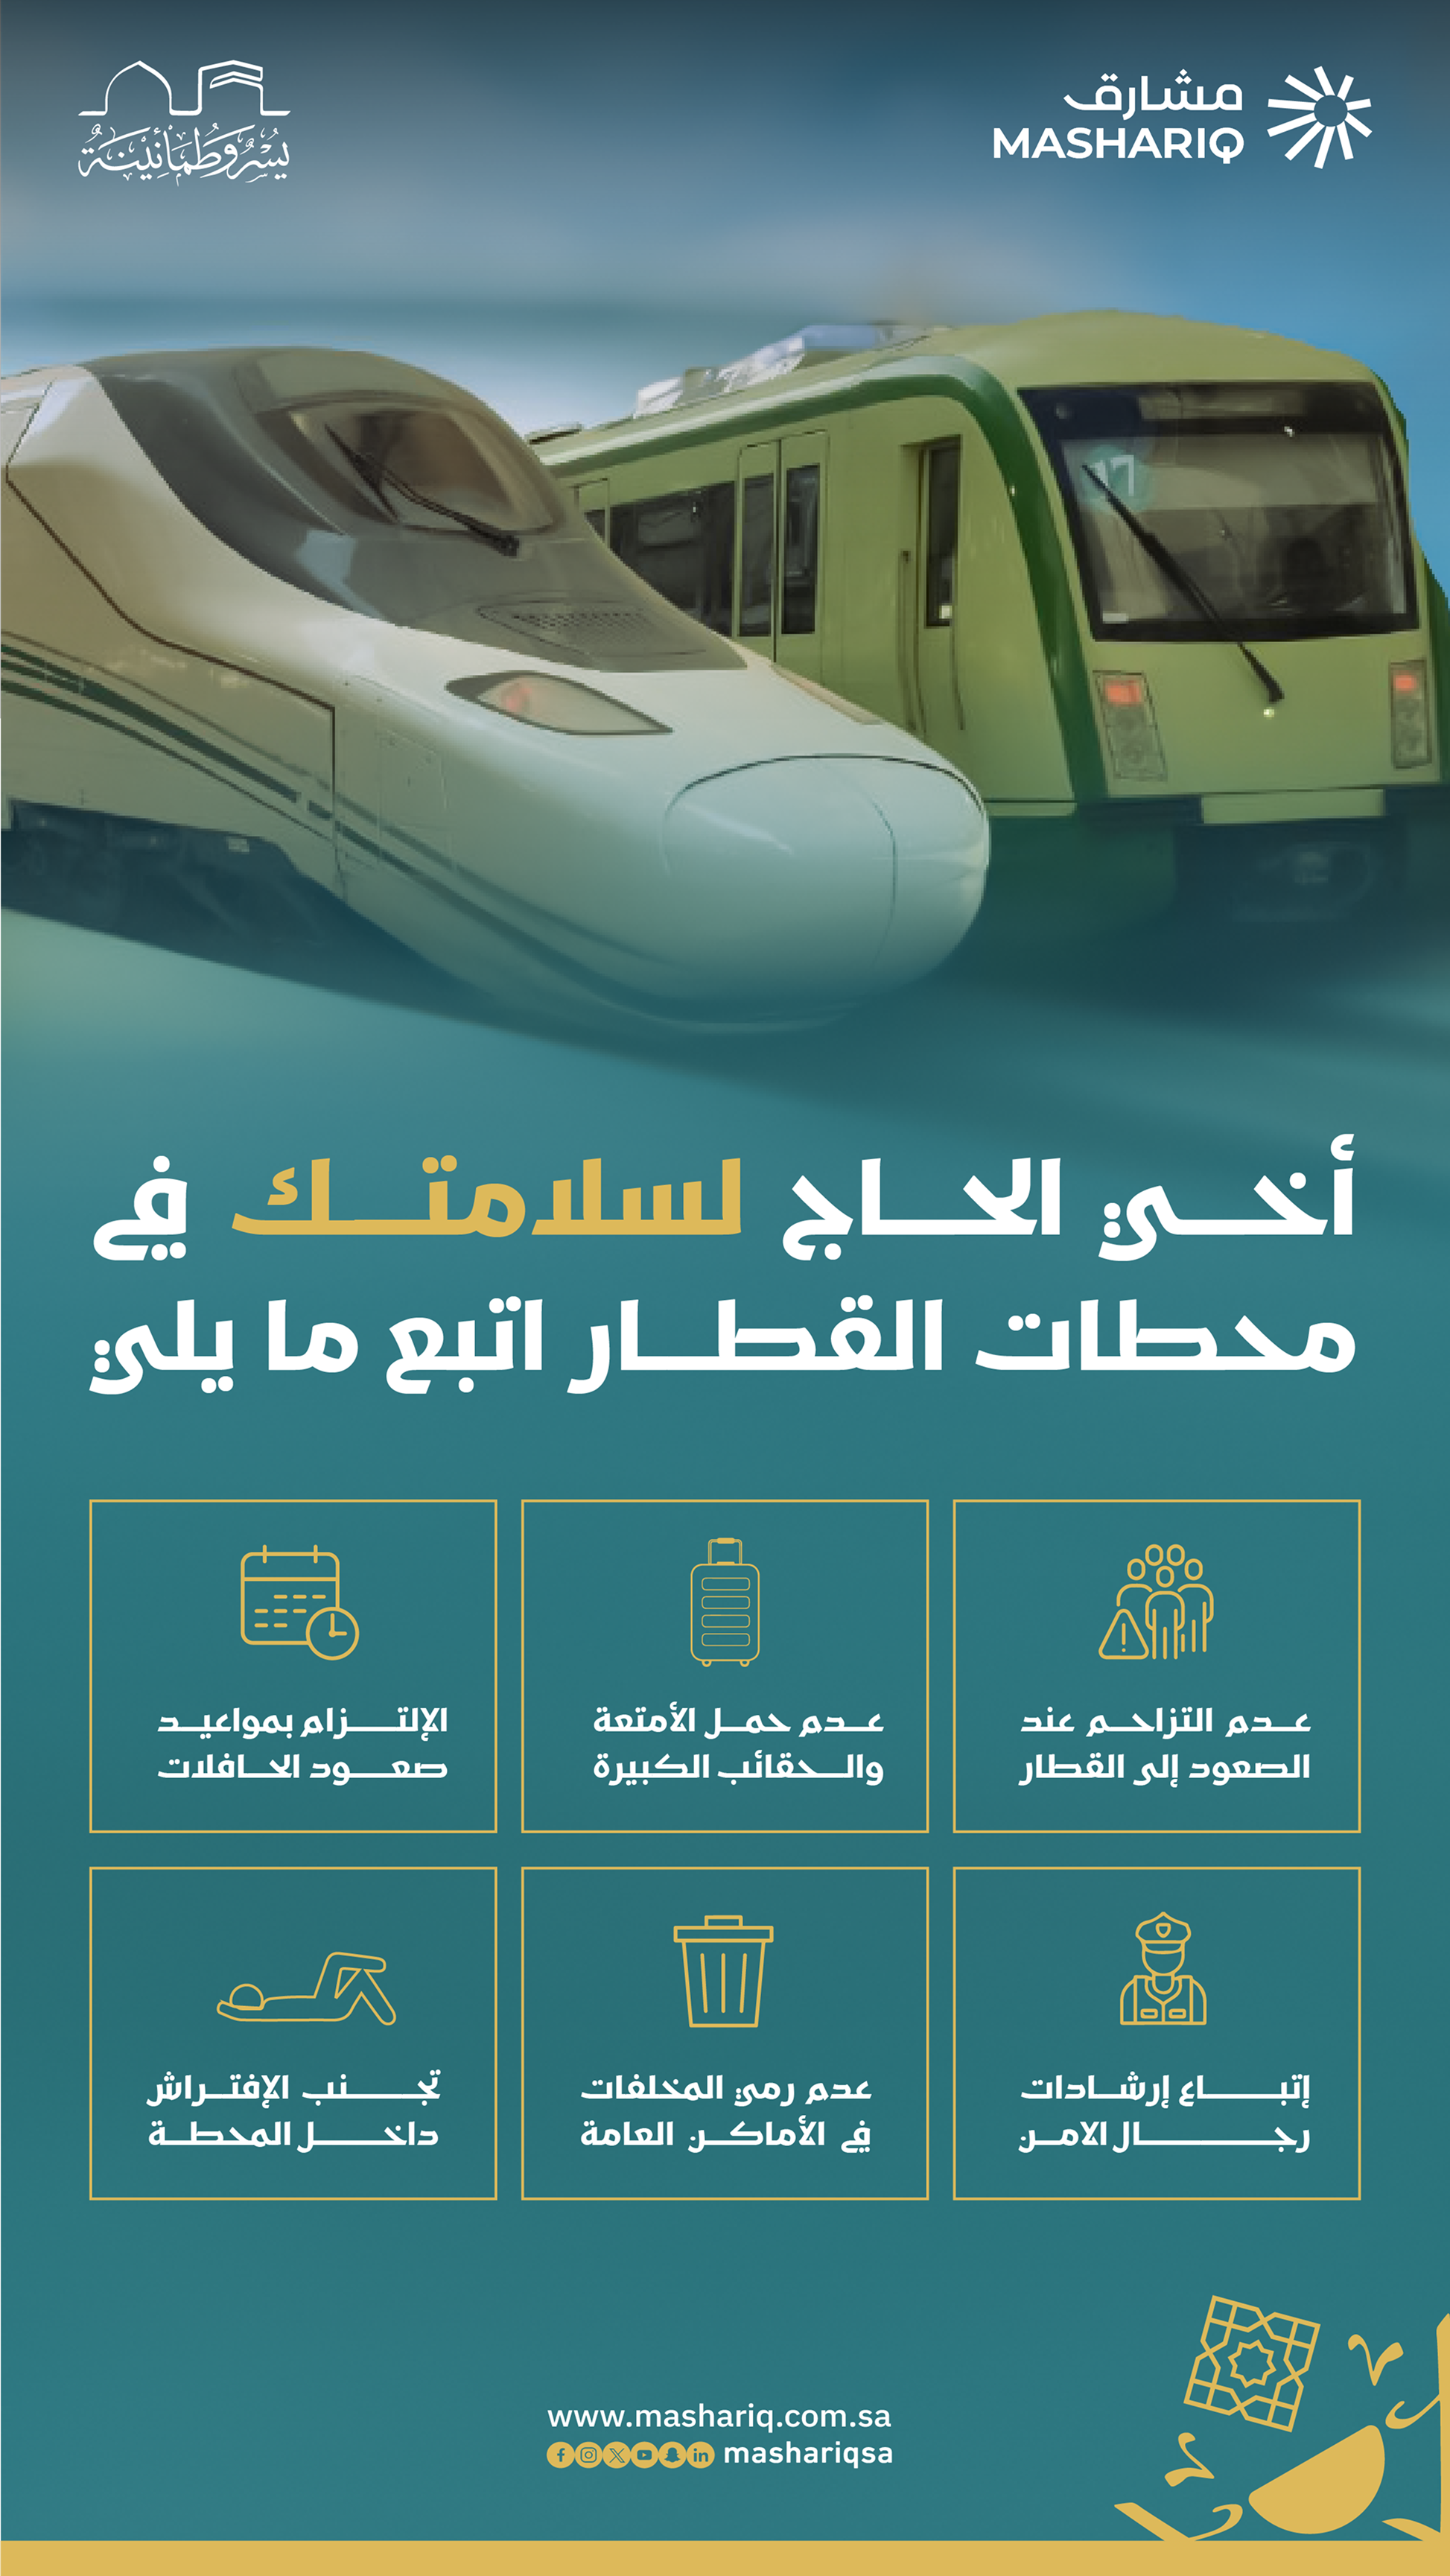 مشارق
MASHARIQ
يسر وطمأنينة
17
أخي الحاج لسلامتك في
محطات القطار اتبع ما يلي
عدم التزاحم عند
الصعود إلى القطار
عدم حمل الأمتعة
والحقائب الكبيرة
الإلتزام بمواعيد
صعود الحافلات
إتباع إرشادات
رجال الامن
عدم رمي المخلفات
في الأماكن العامة
تجنب الإفتراش
داخل المحطة
www.mashariq.com.sa
mashariqsa